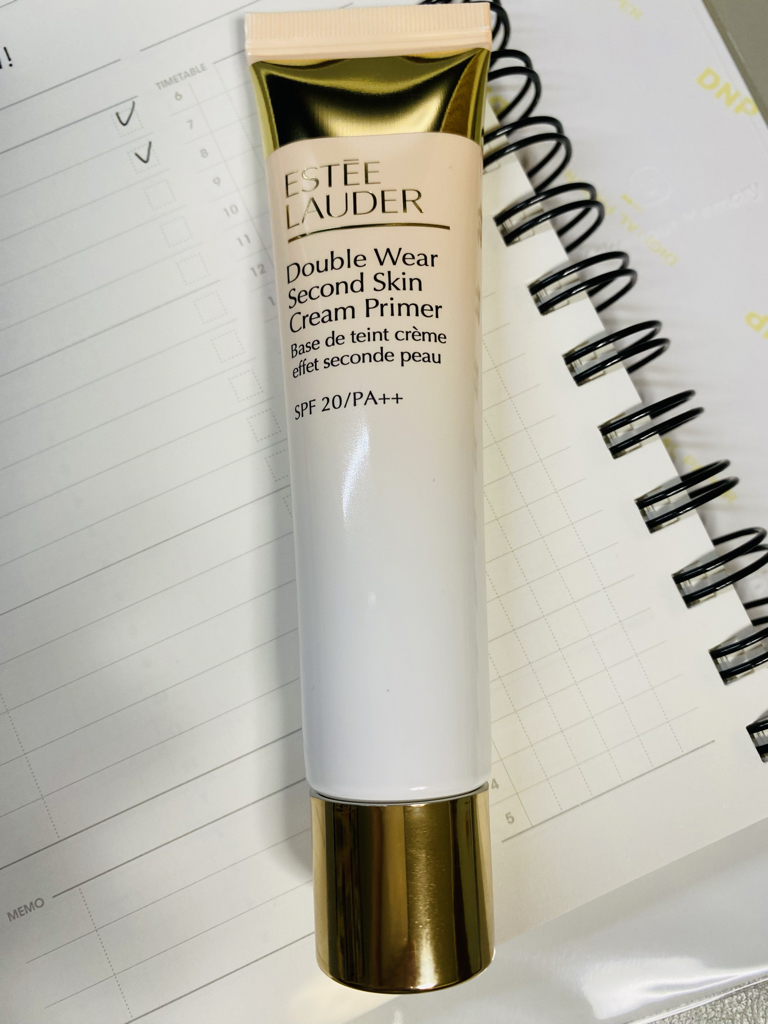 TIMETABLE
6
7
8
9
10
11
12
ESTĒE
LAUDER
Double Wear
Second Skin
Cream Primer
Base de teint crème
effet seconde peau
SPF 20/PA++
4
5
MEMO
DNP